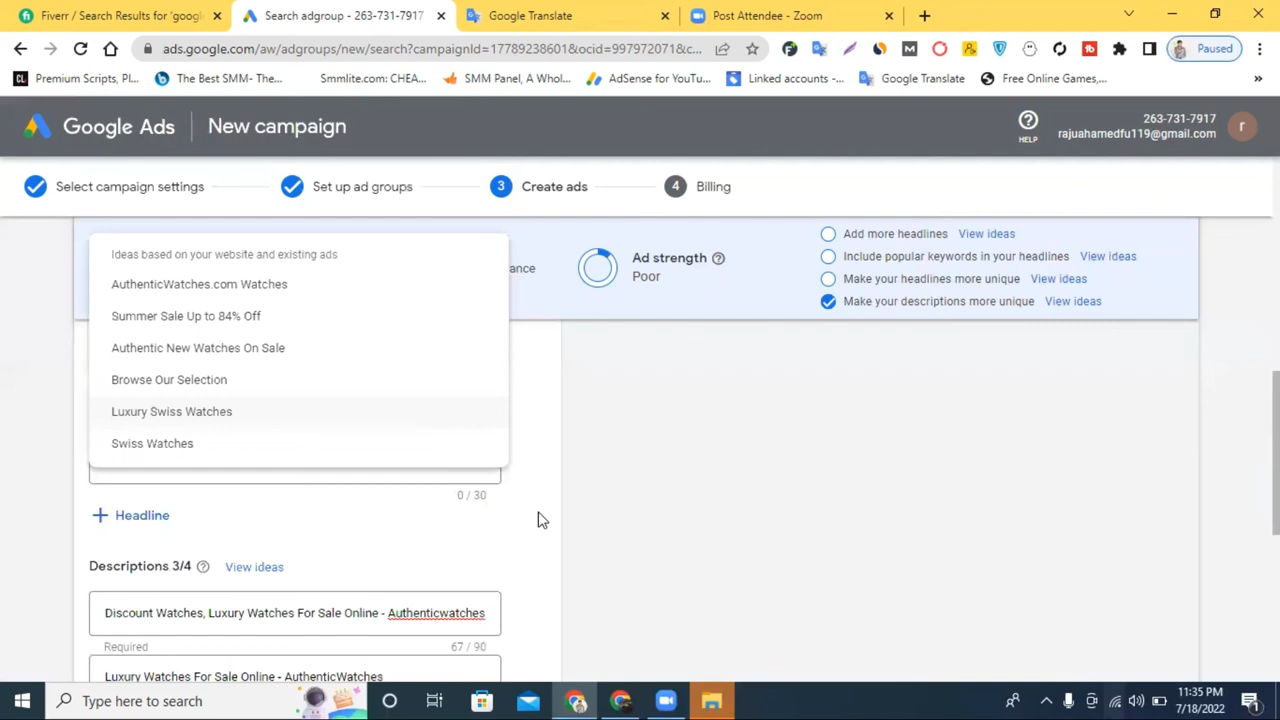 Fiverr / Search Results for 'google
Search adgroup - 263-731-7917
Google Translate
Post Attendee - Zoom
ads.google.com/aw/adgroups/new/search?campaignId=17789238601&ocid=997972071&c...
Paused
Premium Scripts, Pl...
The Best SMM- The...
Smmlite.com: CHEA...
SMM Panel, A Whol...
AdSense for YouTu...
Linked accounts -...
Google Translate
Free Online Games,...
Google Ads
New campaign
HELP
263-731-7917
rajuahamedfu119@gmail.com
r
Select campaign settings
Set up ad groups
3 Create ads
4 Billing
Ideas based on your website and existing ads
AuthenticWatches.com Watches
Summer Sale Up to 84% Off
Authentic New Watches On Sale
Browse Our Selection
Luxury Swiss Watches
Swiss Watches
ance
Ad strength
Poor
Add more headlines View ideas
Include popular keywords in your headlines View ideas
Make your headlines more unique View ideas
Make your descriptions more unique View ideas
0 / 30
+ Headline
Descriptions 3/4 View ideas
Discount Watches, Luxury Watches For Sale Online - Authenticwatches
Required 67 / 90
Luxury Watches For Sale Online - AuthenticWatches
Type here to search
11:35 PM
7/18/2022
1